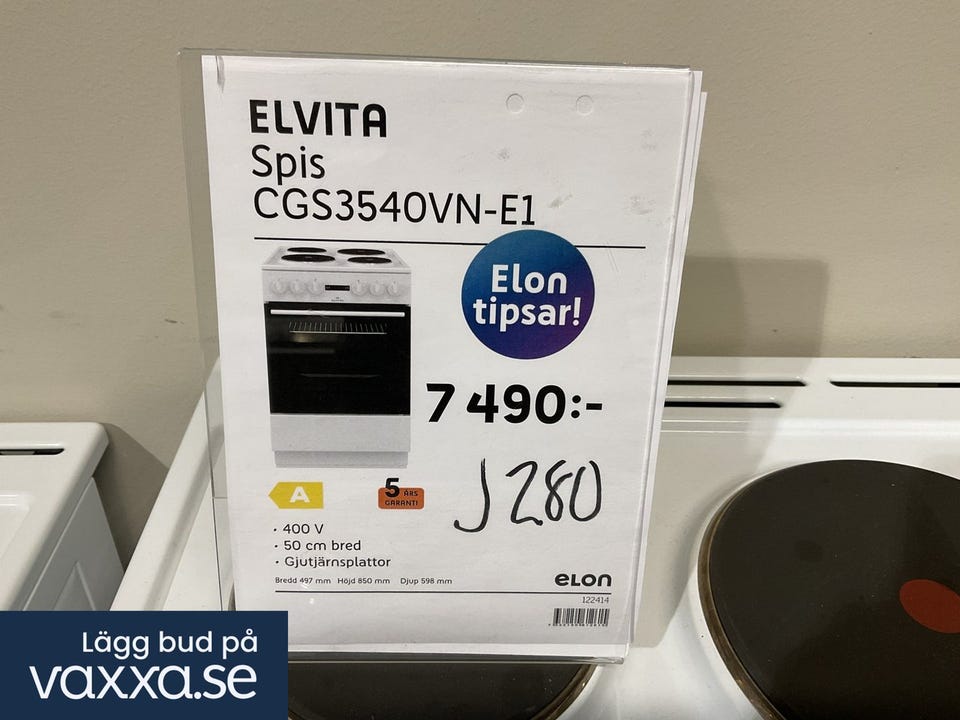 ELVITA
Spis
CGS3540VN-E1
Elon
tipsar!
7 490:-
J 280
A
5 ÅRS
GARANTI
· 400 V
· 50 cm bred
· Gjutjärnsplattor
Bredd 497 mm Höjd 850 mm Djup 598 mm
eLon
122414
Lägg bud på
vaxxa.se